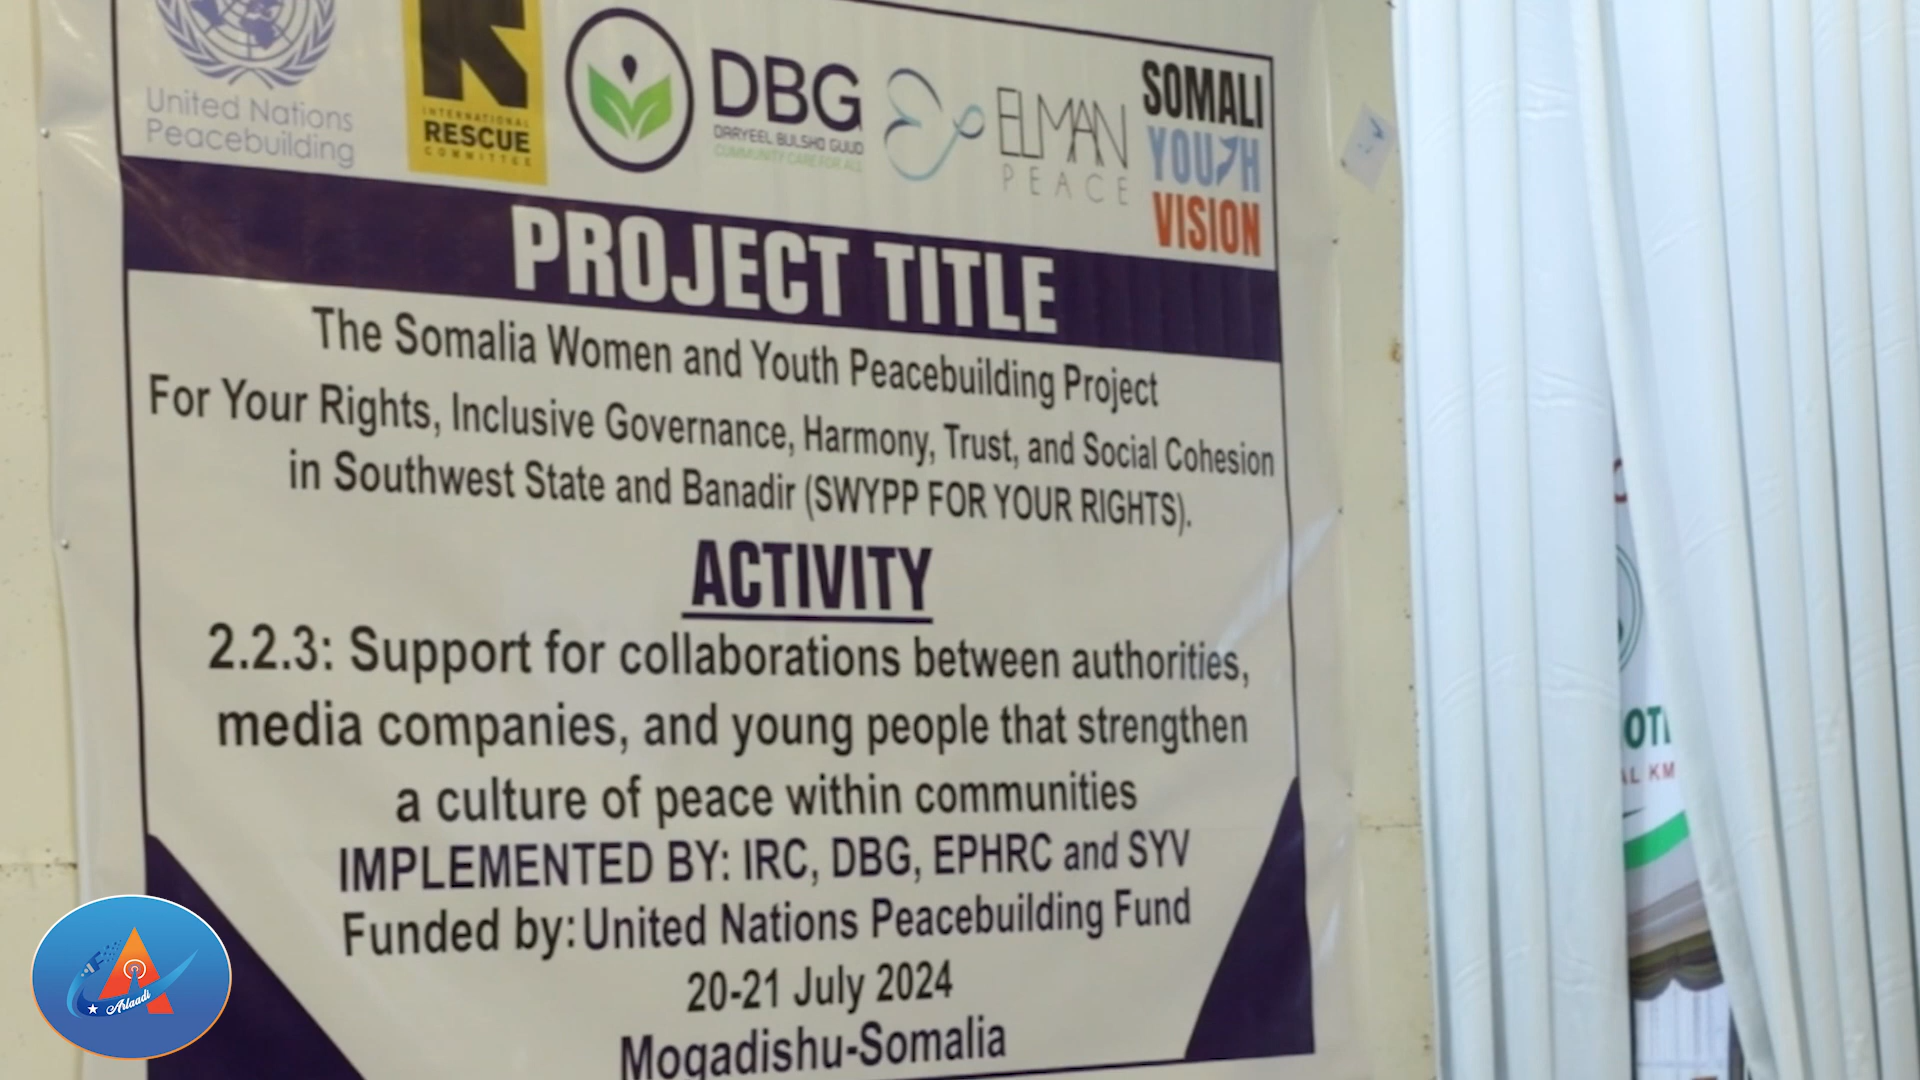 United Nations
Peacebuilding
INTERNATIONAL
RESCUE
COMMITTEE
DBG
DARYEEL BULSHO GUUD
COMMUNITY CARE FOR ALL
ELMAN
PEACE
SOMALI
YOUTH
VISION
PROJECT TITLE
The Somalia Women and Youth Peacebuilding Project
For Your Rights, Inclusive Governance, Harmony, Trust, and Social Cohesion
in Southwest State and Banadir (SWYPP FOR YOUR RIGHTS).
ACTIVITY
2.2.3: Support for collaborations between authorities,
media companies, and young people that strengthen
a culture of peace within communities
IMPLEMENTED BY: IRC, DBG, EPHRC and SYV
Funded by: United Nations Peacebuilding Fund
20-21 July 2024
Mogadishu-Somalia
OTI
AL KM
Arlaadi